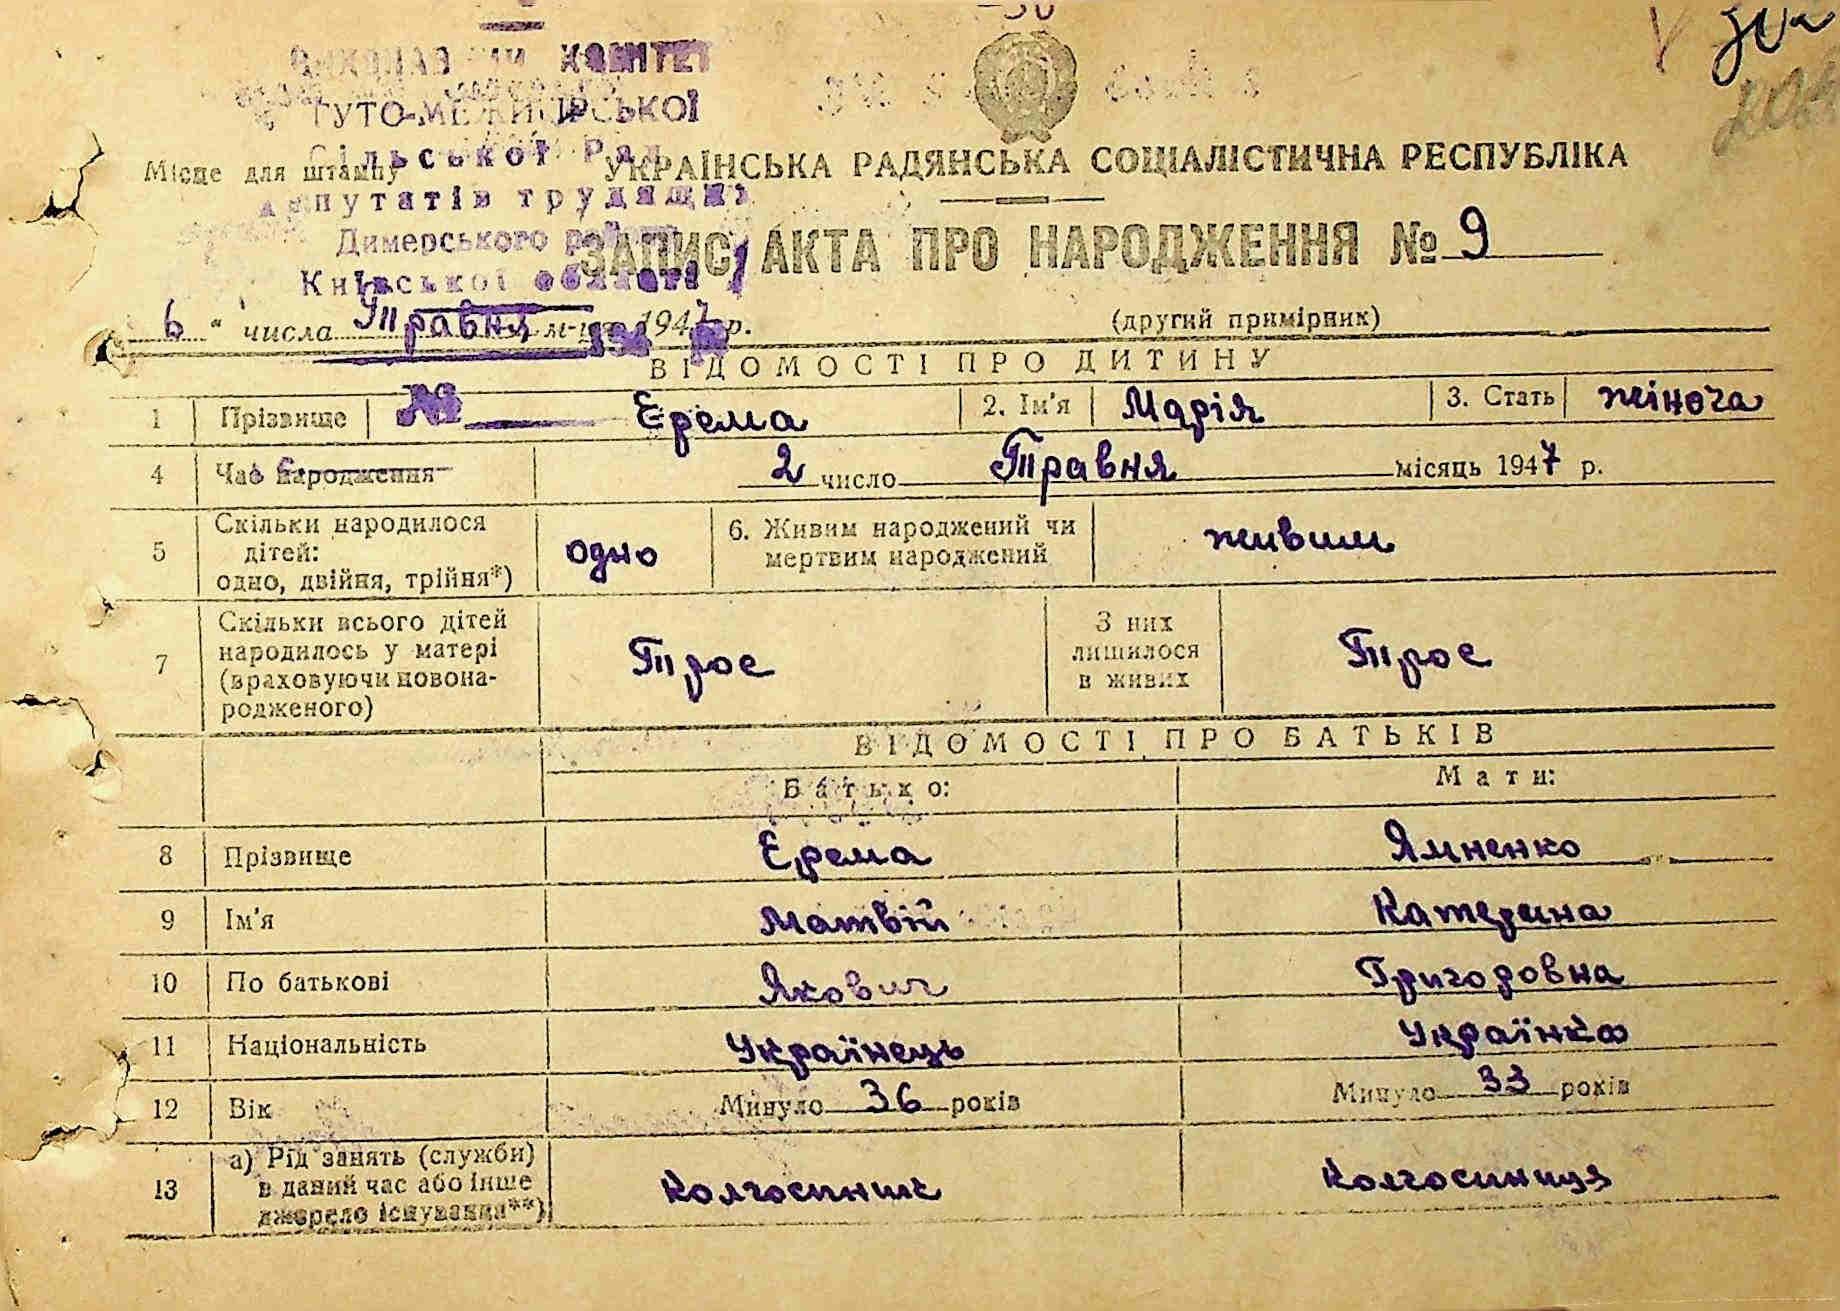 КОМІТЕТ
ГУТО-МЕЖИГІРСЬКОЇ
Сільської Рад
Місце для штампу
УКРАЇНСЬКА РАДЯНСЬКА СОЦІАЛІСТИЧНА РЕСПУБЛІКА
депутатів трудящих
Димерського
ЗАПИС АКТА ПРО НАРОДЖЕННЯ № 9
Київської області
6 " числа Травня м-ця 1947 р.
(другий примірник)
ВІДОМОСТІ ПРО ДИТИНУ
1 Прізвище № Ерема 2. Ім'я Марія 3. Стать жіноча
4 Час народження 2 число Травня місяць 1947 р.
5 Скільки народилося дітей: одно, двійня, трійня*) одно 6. Живим народжений чи мертвим народжений живим
7 Скільки всього дітей народилось у матері (враховуючи новонародженого) Троє З них лишилося в живих Троє
ВІДОМОСТІ ПРО БАТЬКІВ
Батько: Мати:
8 Прізвище Ерема Ямненко
9 Ім'я Матвій Катерина
10 По батькові Якович Григоровна
11 Національність Українець Українка
12 Вік Минуло 36 років Минуло 33 років
13 а) Рід занять (служби) в даний час або інше джерело існування**) Колгоспник Колгоспниця